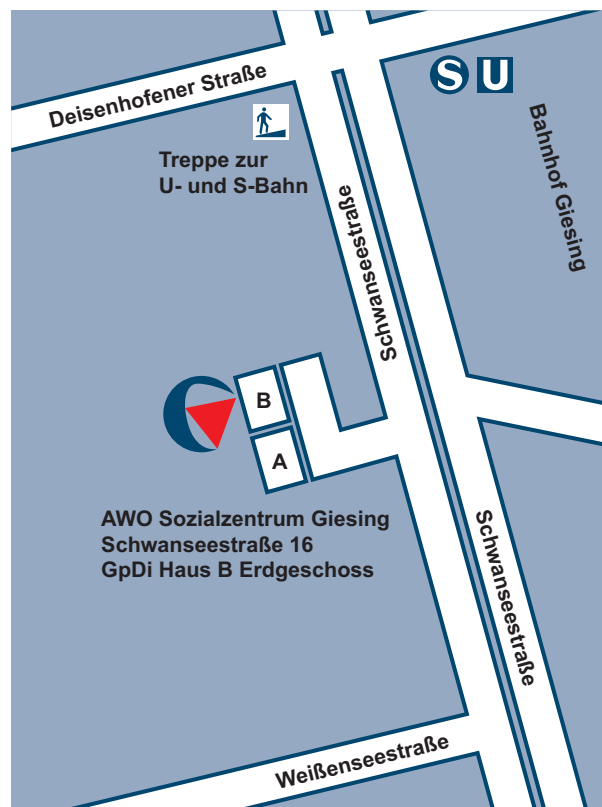 Deisenhofener Straße
S U
Bahnhof Giesing
Treppe zur
U- und S-Bahn
Schwanseestraße
B
A
AWO Sozialzentrum Giesing
Schwanseestraße 16
GpDi Haus B Erdgeschoss
Schwanseestraße
Weißenseestraße